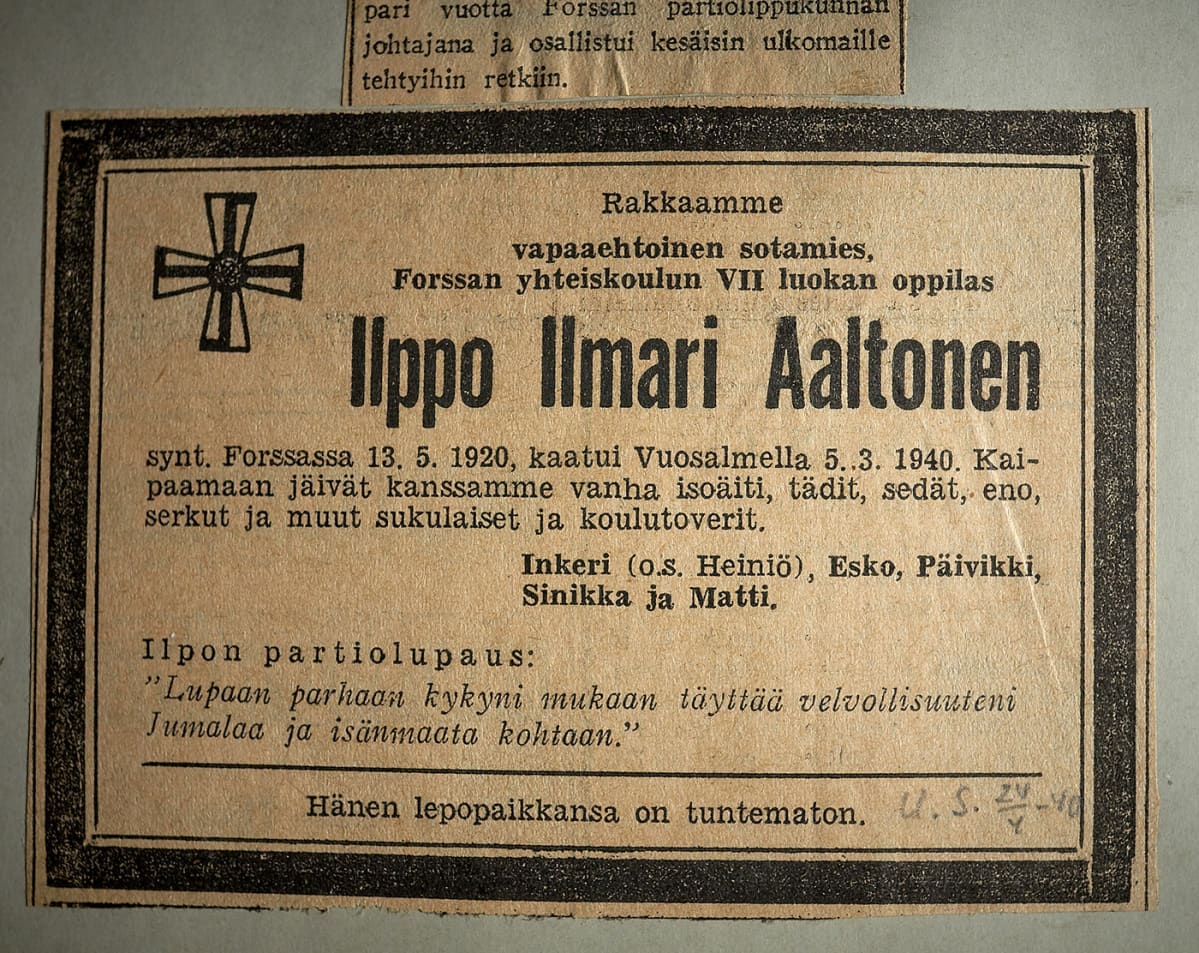 pari vuotta Forssan partiolippukunnan
johtajana ja osallistui kesäisin ulkomaille
tehtyihin retkiin.
Rakkaamme
vapaaehtoinen sotamies,
Forssan yhteiskoulun VII luokan oppilas
Ilppo Ilmari Aaltonen
synt. Forssassa 13. 5. 1920, kaatui Vuosalmella 5..3. 1940. Kai-
paamaan jäivät kanssamme vanha isoäiti, tädit, sedät, eno,
serkut ja muut sukulaiset ja koulutoverit.
Inkeri (o.s. Heiniö), Esko, Päivikki,
Sinikka ja Matti.
Ilpon partiolupaus:
"Lupaan parhaan kykyni mukaan täyttää velvollisuuteni
Jumalaa ja isänmaata kohtaan."
Hänen lepopaikkansa on tuntematon.
U. S. 24/4 -40